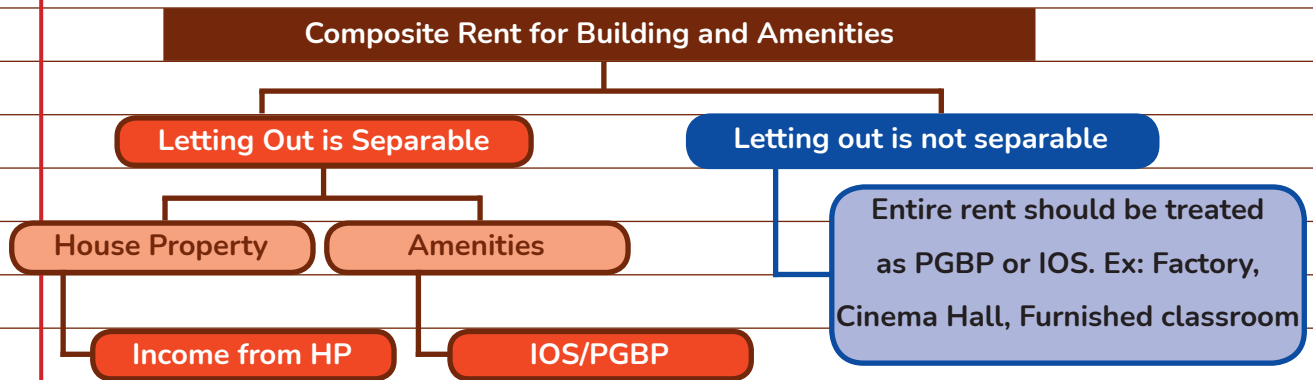 Composite Rent for Building and Amenities
Letting Out is Separable
Letting out is not separable
House Property
Amenities
Entire rent should be treated
as PGBP or IOS. Ex: Factory,
Cinema Hall, Furnished classroom
Income from HP
IOS/PGBP